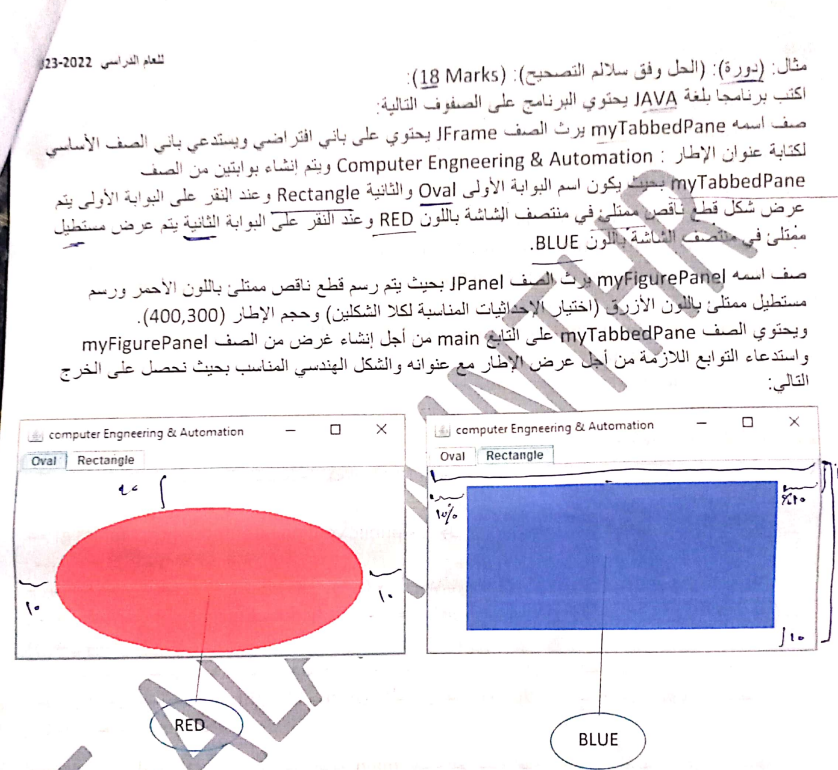 للعام الدراسي 2022-2023
مثال: (دورة): (الحل وفق سلالم التصحيح): (18 Marks):
اكتب برنامجا بلغة JAVA يحتوي البرنامج على الصفوف التالية:
صف اسمه myTabbedPane يرث الصف JFrame يحتوي على باني افتراضي ويستدعي باني الصف الأساسي
لكتابة عنوان الإطار : Computer Engneering & Automation ويتم إنشاء بوابتين من الصف
myTabbedPane بحيث يكون اسم البوابة الأولى Oval والثانية Rectangle وعند النقر على البوابة الأولى يتم
عرض شكل قطع ناقص ممتلئ في منتصف الشاشة باللون RED وعند النقر على البوابة الثانية يتم عرض مستطيل
ممتلئ في منتصف الشاشة باللون BLUE.
صف اسمه myFigurePanel يرث الصف JPanel بحيث يتم رسم قطع ناقص ممتلئ باللون الأحمر ورسم
مستطيل ممتلئ باللون الأزرق (اختيار الإحداثيات المناسبة لكلا الشكلين) وحجم الإطار (400,300).
ويحتوي الصف myTabbedPane على التابع main من أجل إنشاء غرض من الصف myFigurePanel
واستدعاء التوابع اللازمة من أجل عرض الإطار مع عنوانه والشكل الهندسي المناسب بحيث نحصل على الخرج
التالي:
computer Engneering & Automation
Oval Rectangle
١٠
١٠
RED
computer Engneering & Automation
Oval Rectangle
١٠%
%١٠
١٠
BLUE